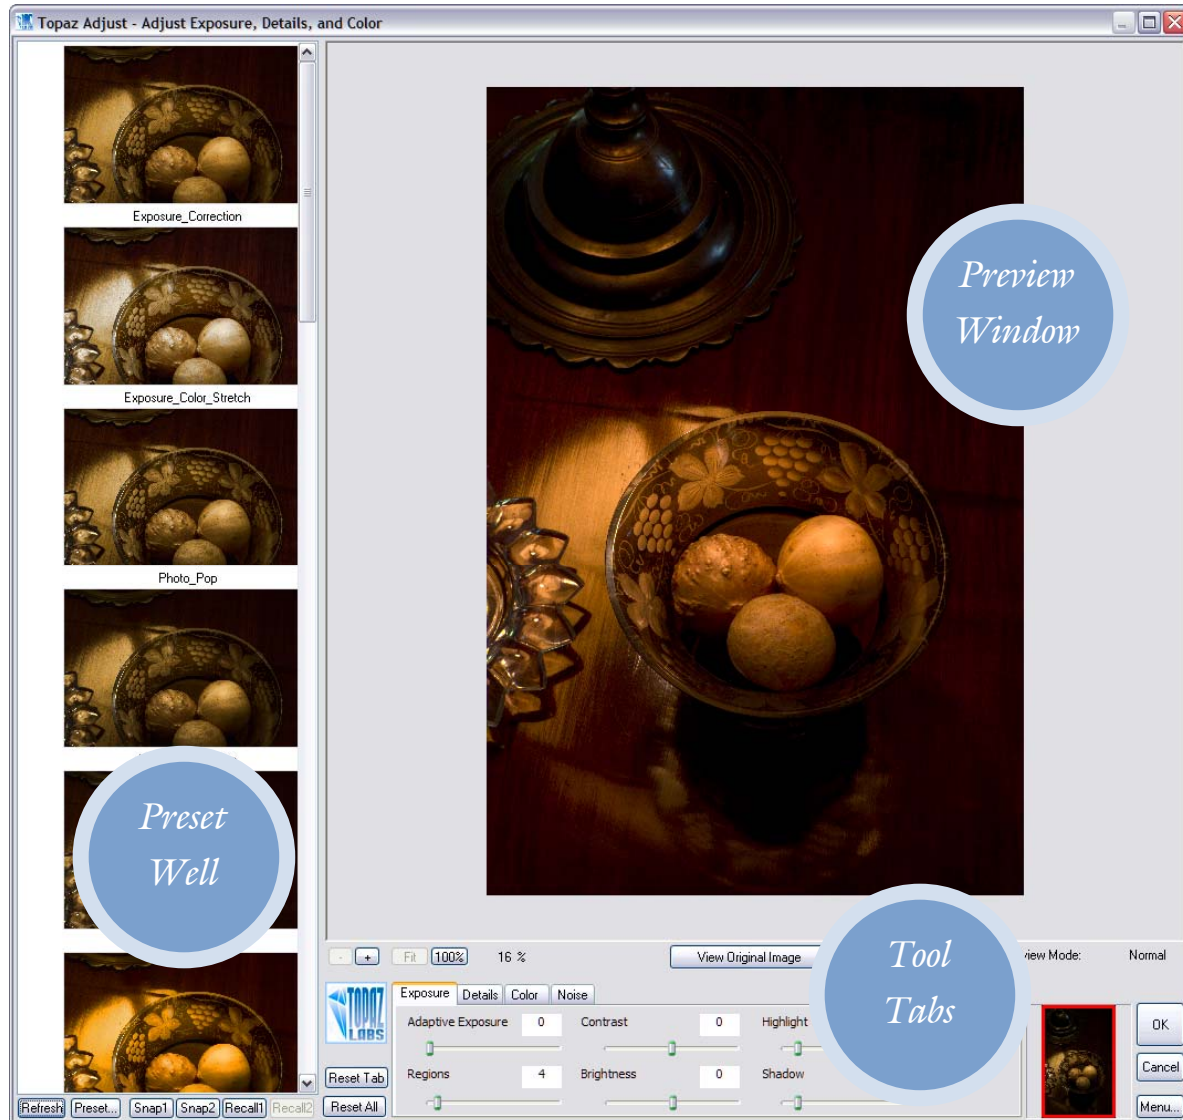 Topaz Adjust - Adjust Exposure, Details, and Color
Exposure_Correction
Exposure_Color_Stretch
Photo_Pop
Preset
Well
Refresh Preset... Snap1 Snap2 Recall1 Recall2
Preview
Window
- + Fit 100% 16 % View Original Image view Mode: Normal
Tool
Tabs
TOPAZ
LABS
Exposure Details Color Noise
Adaptive Exposure 0 Contrast 0 Highlight
Regions 4 Brightness 0 Shadow
Reset Tab
Reset All
OK
Cancel
Menu...